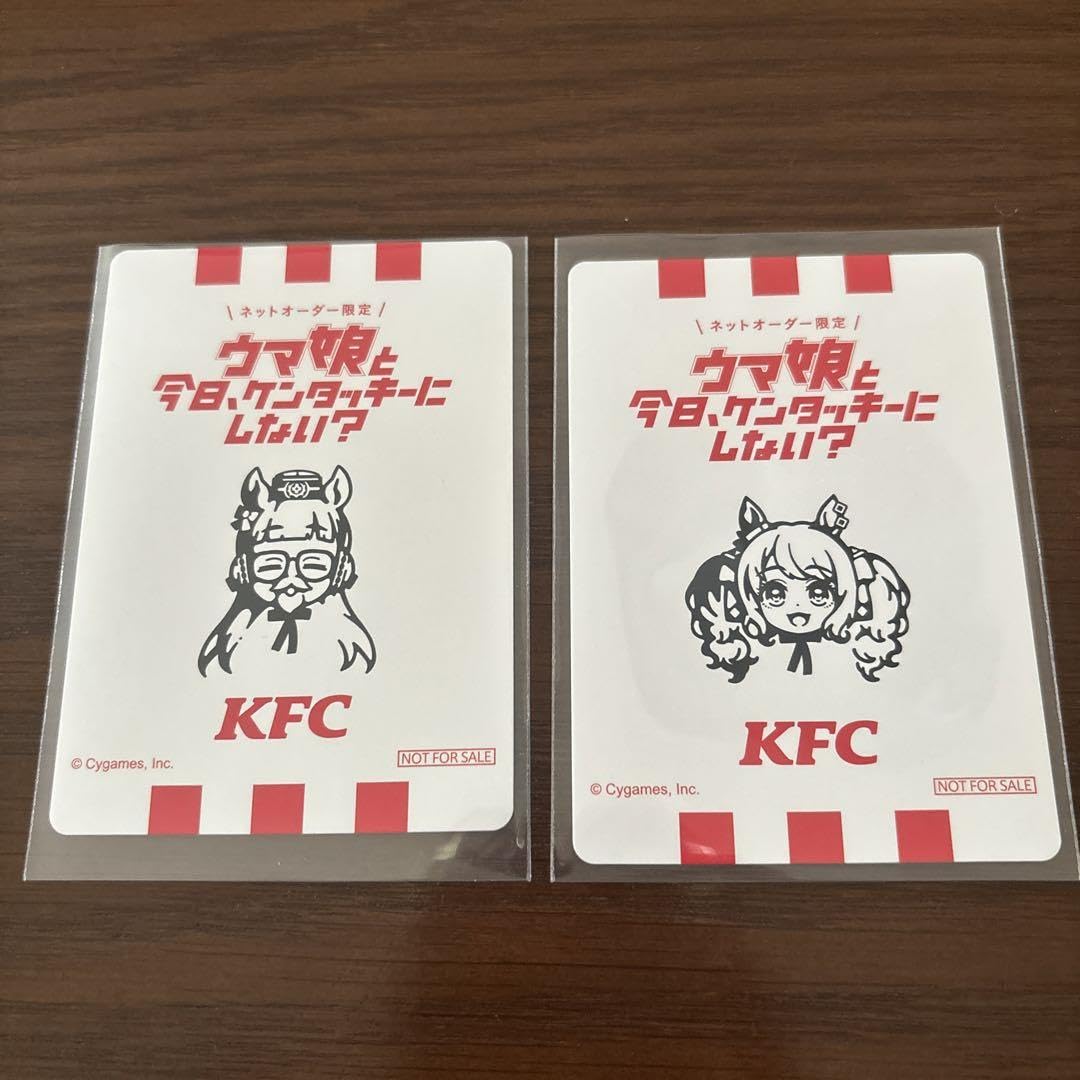 \ ネットオーダー限定 /
ウマ娘と
今日、ケンタッキーに
しない?
KFC
© Cygames, Inc.
NOT FOR SALE
\ ネットオーダー限定 /
ウマ娘と
今日、ケンタッキーに
しない?
KFC
© Cygames, Inc.
NOT FOR SALE